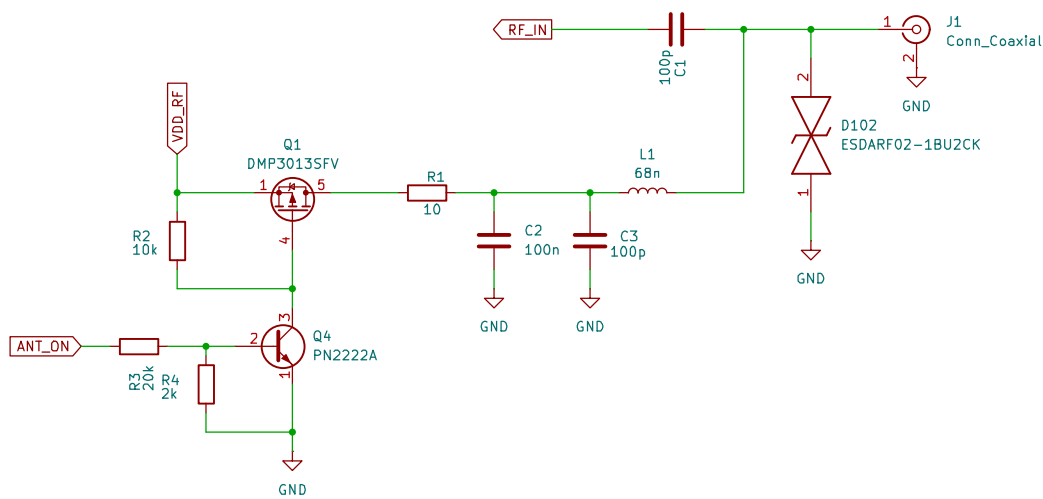 RF_IN
100p
C1
1
J1
Conn_Coaxial
2
GND
VDD_RF
2
D102
ESDARF02-1BU2CK
1
GND
Q1
DMP3013SFV
1
5
4
R1
10
L1
68n
R2
10k
C2
100n
C3
100p
GND
GND
ANT_ON
R3
20k
R4
2k
2
3
1
Q4
PN2222A
GND